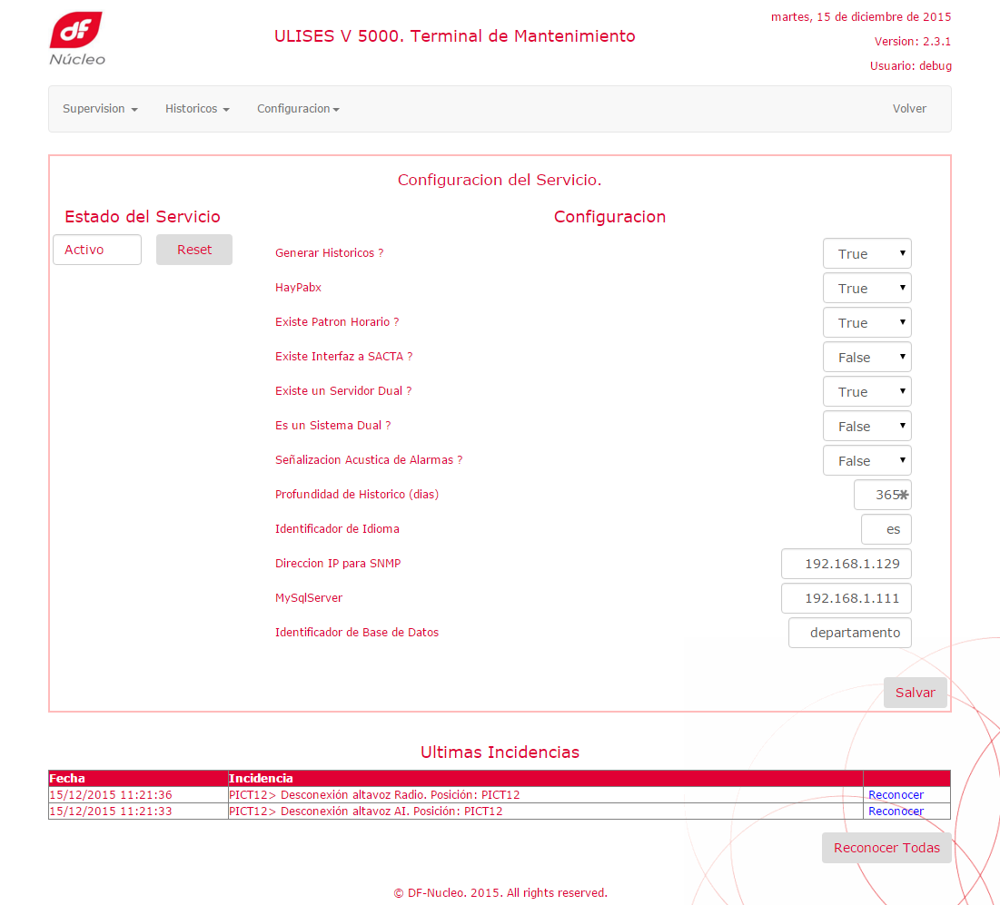 df
Núcleo
ULISES V 5000. Terminal de Mantenimiento
martes, 15 de diciembre de 2015
Version: 2.3.1
Usuario: debug
Supervision Historicos Configuracion Volver
Configuracion del Servicio.
Estado del Servicio Configuracion
Activo Reset
Generar Historicos ? True
HayPabx True
Existe Patron Horario ? True
Existe Interfaz a SACTA ? False
Existe un Servidor Dual ? True
Es un Sistema Dual ? False
Señalizacion Acustica de Alarmas ? False
Profundidad de Historico (dias) 365
Identificador de Idioma es
Direccion IP para SNMP 192.168.1.129
MySqlServer 192.168.1.111
Identificador de Base de Datos departamento
Salvar
Ultimas Incidencias
Fecha Incidencia
15/12/2015 11:21:36 PICT12> Desconexión altavoz Radio. Posición: PICT12 Reconocer
15/12/2015 11:21:33 PICT12> Desconexión altavoz AI. Posición: PICT12 Reconocer
Reconocer Todas
© DF-Nucleo. 2015. All rights reserved.